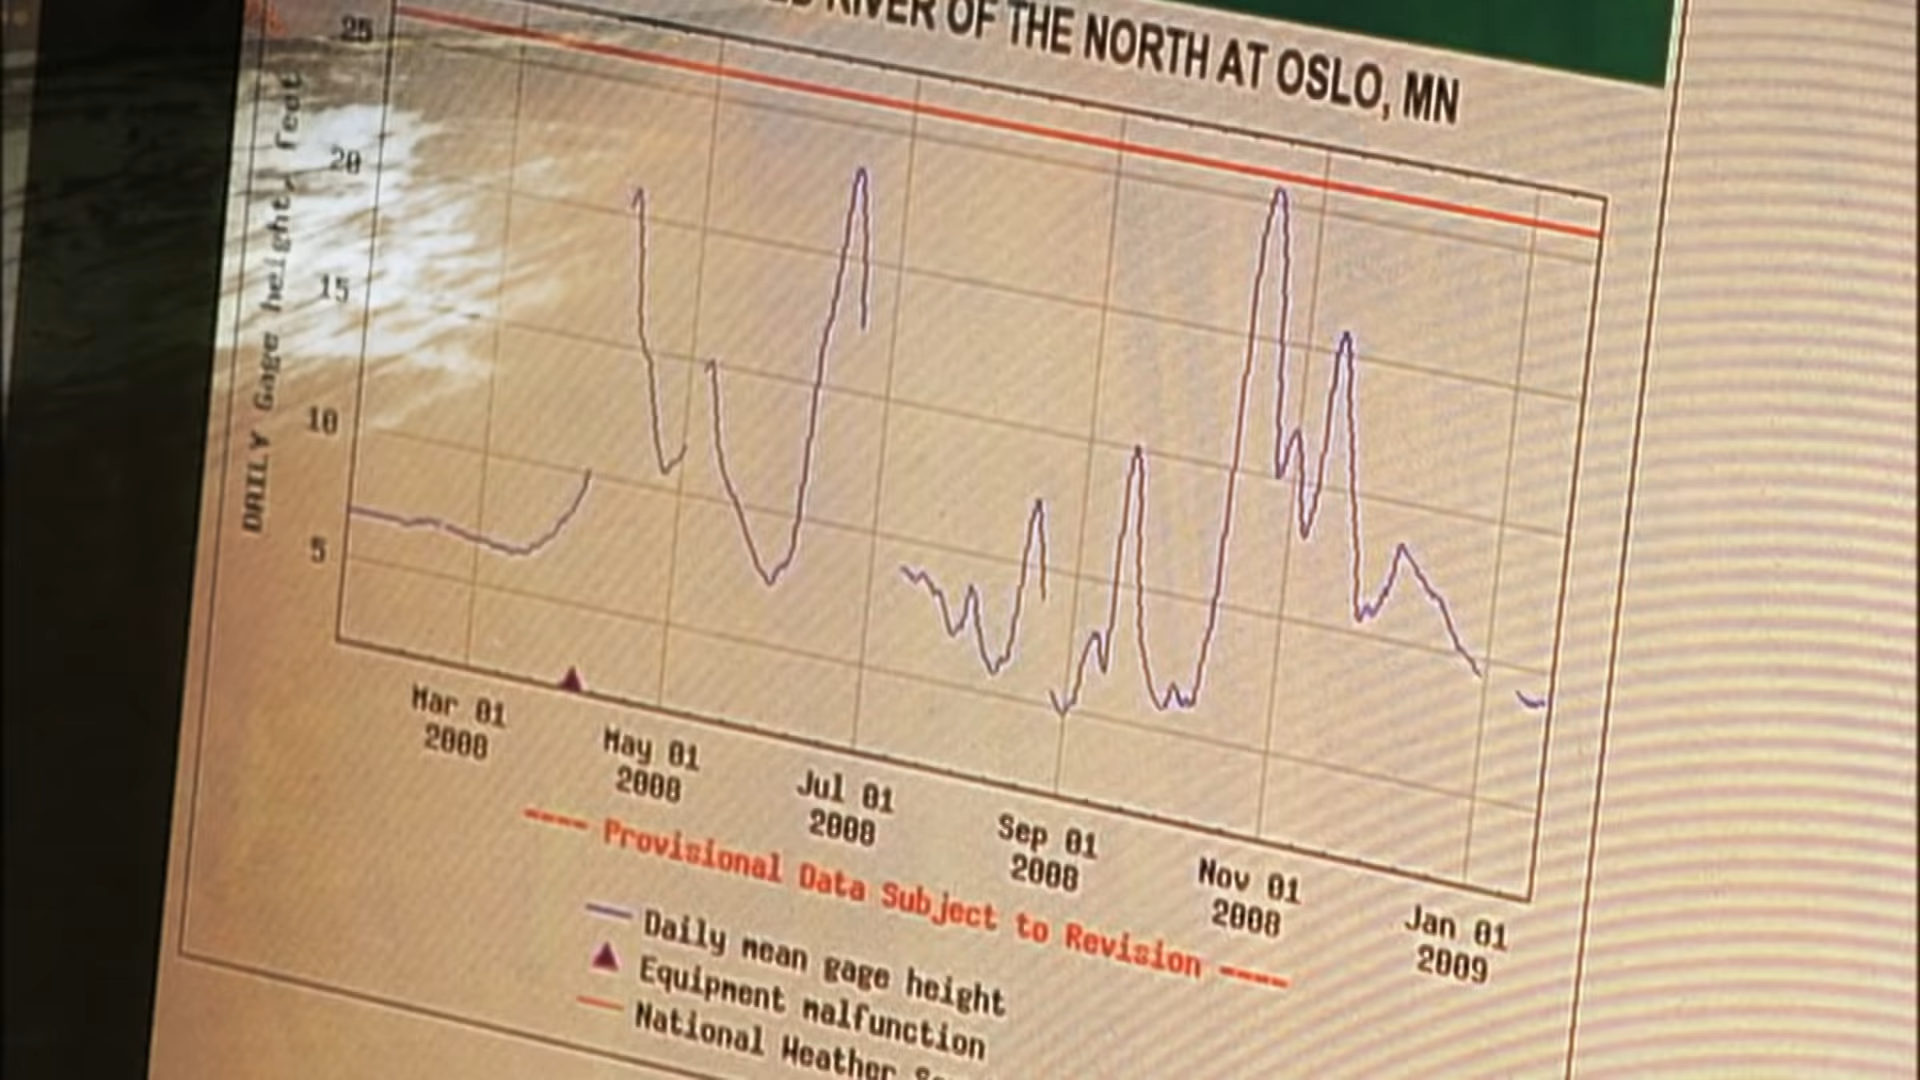 RIVER OF THE NORTH AT OSLO, MN
25
20
15
10
5
DAILY Gage height, feet
Mar 01
2008
May 01
2008
Jul 01
2008
Sep 01
2008
Nov 01
2008
Jan 01
2009
---- Provisional Data Subject to Revision ----
Daily mean gage height
Equipment malfunction
National Weather